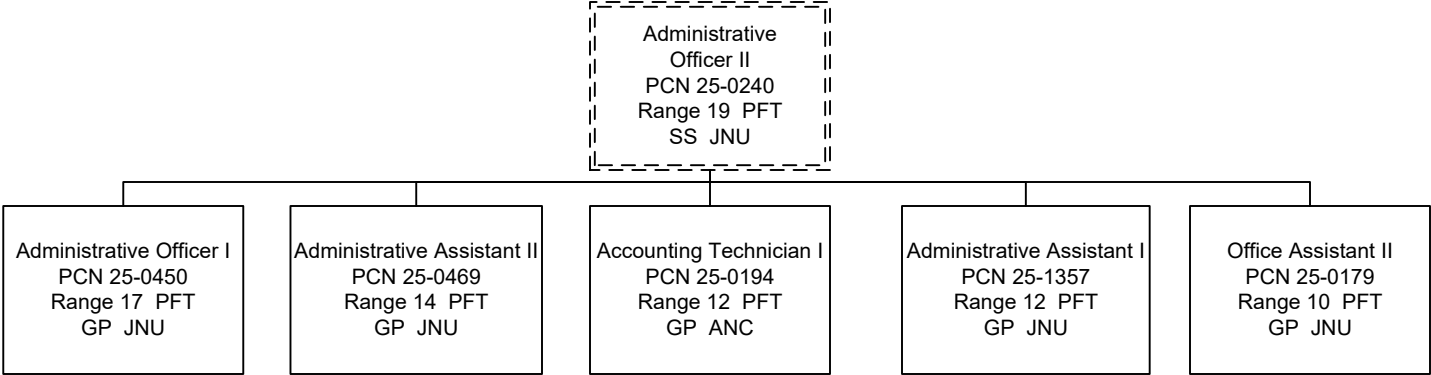 Administrative
Officer II
PCN 25-0240
Range 19  PFT
SS  JNU
Administrative Officer I
PCN 25-0450
Range 17  PFT
GP  JNU
Administrative Assistant II
PCN 25-0469
Range 14  PFT
GP  JNU
Accounting Technician I
PCN 25-0194
Range 12  PFT
GP  ANC
Administrative Assistant I
PCN 25-1357
Range 12  PFT
GP  JNU
Office Assistant II
PCN 25-0179
Range 10  PFT
GP  JNU